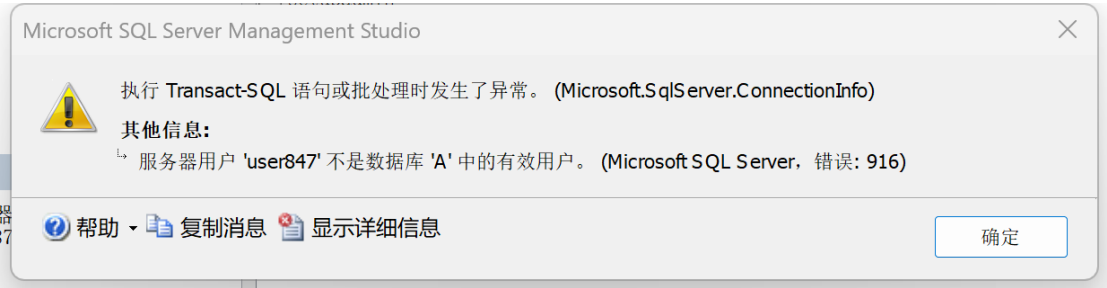 Microsoft SQL Server Management Studio
执行 Transact-SQL 语句或批处理时发生了异常。 (Microsoft.SqlServer.ConnectionInfo)
其他信息:
服务器用户 'user847' 不是数据库 'A' 中的有效用户。 (Microsoft SQL Server，错误: 916)
帮助 复制消息 显示详细信息
确定